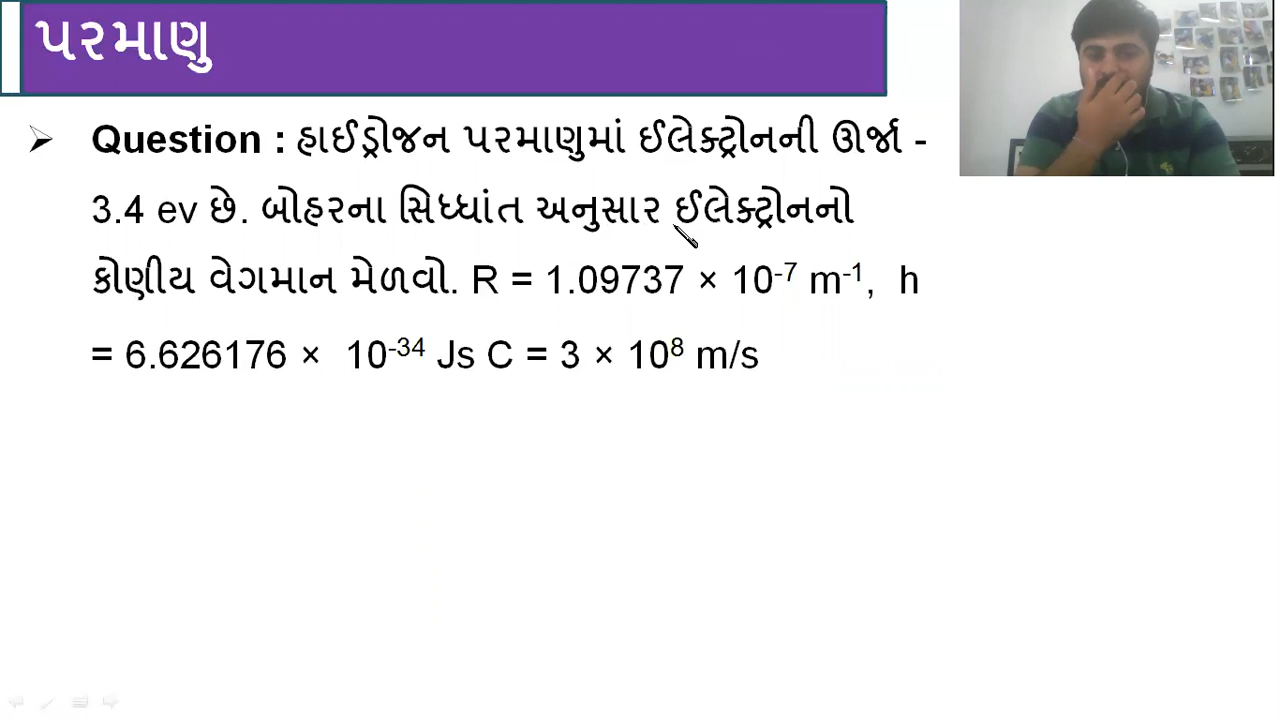 પરમાણુ
➢ Question : હાઈડ્રોજન પરમાણુમાં ઈલેક્ટ્રોનની ઊર્જા -
3.4 ev છે. બોહરના સિધ્ધાંત અનુસાર ઈલેક્ટ્રોનનો
કોણીય વેગમાન મેળવો. R = 1.09737 × 10⁻⁷ m⁻¹, h
= 6.626176 × 10⁻³⁴ Js C = 3 × 10⁸ m/s